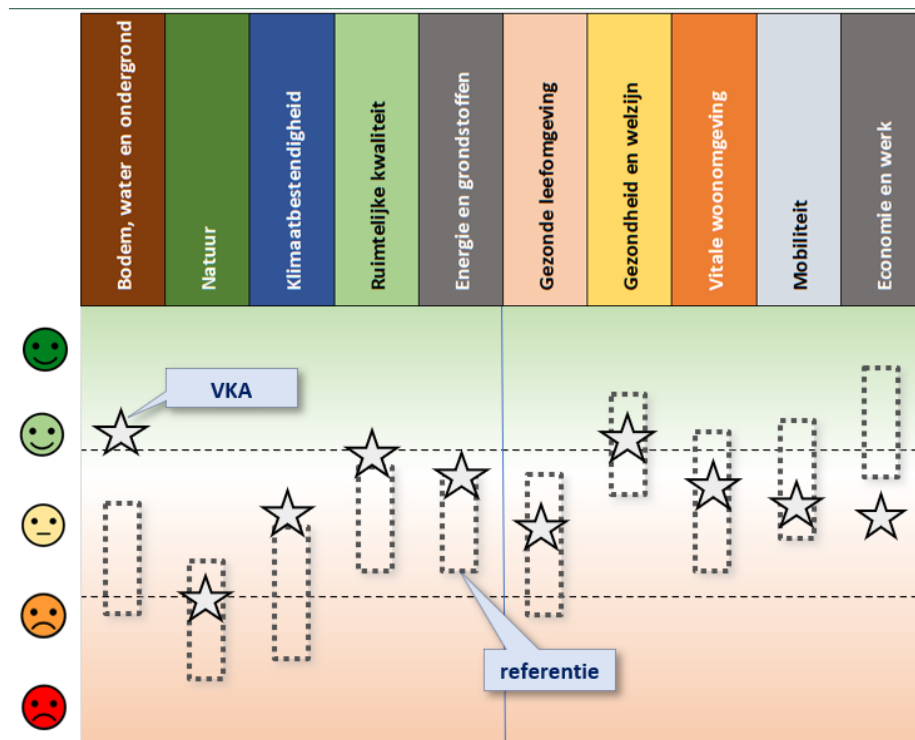 Bodem, water en ondergrond
Natuur
Klimaatbestendigheid
Ruimtelijke kwaliteit
Energie en grondstoffen
Gezonde leefomgeving
Gezondheid en welzijn
Vitale woonomgeving
Mobiliteit
Economie en werk
VKA
referentie